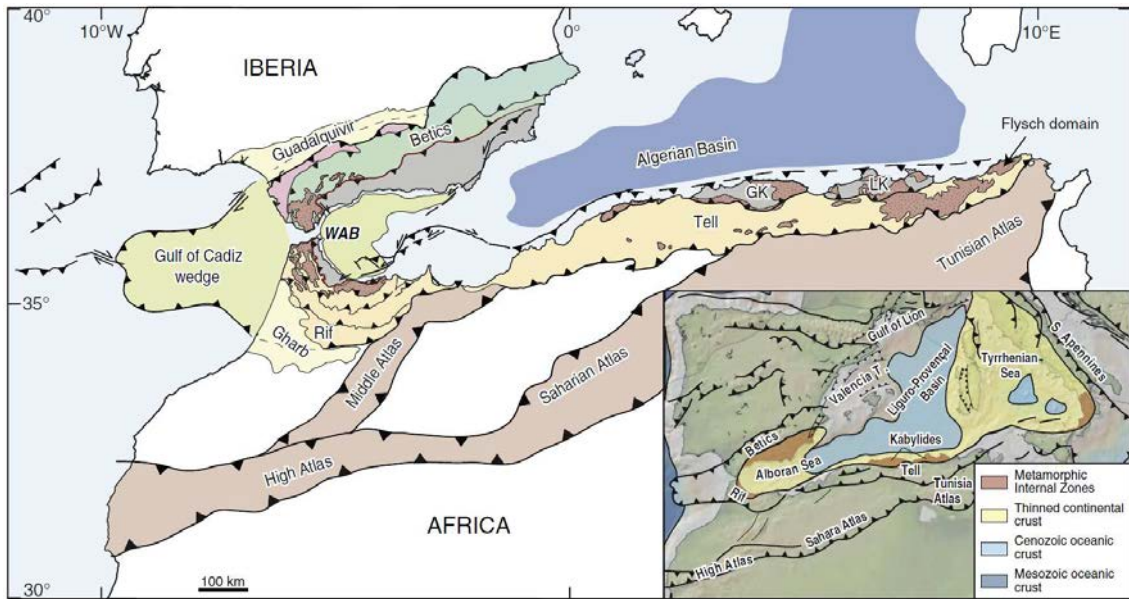 40°
10°W
0°
10°E
IBERIA
Flysch domain
Guadalquivir
Betics
Algerian Basin
GK
LK
WAB
Tell
Gulf of Cadiz
wedge
Tunisian Atlas
35°
Rif
Gharb
Middle Atlas
Saharian Atlas
High Atlas
AFRICA
30°
100 km
Gulf of Lion
S. Apennines
Valencia T.
Liguro-Provençal
Basin
Tyrrhenian
Sea
Betics
Kabylides
Alboran Sea
Tell
Rif
Tunisia
Atlas
Sahara Atlas
High Atlas
Metamorphic
Internal Zones
Thinned continental
crust
Cenozoic oceanic
crust
Mesozoic oceanic
crust